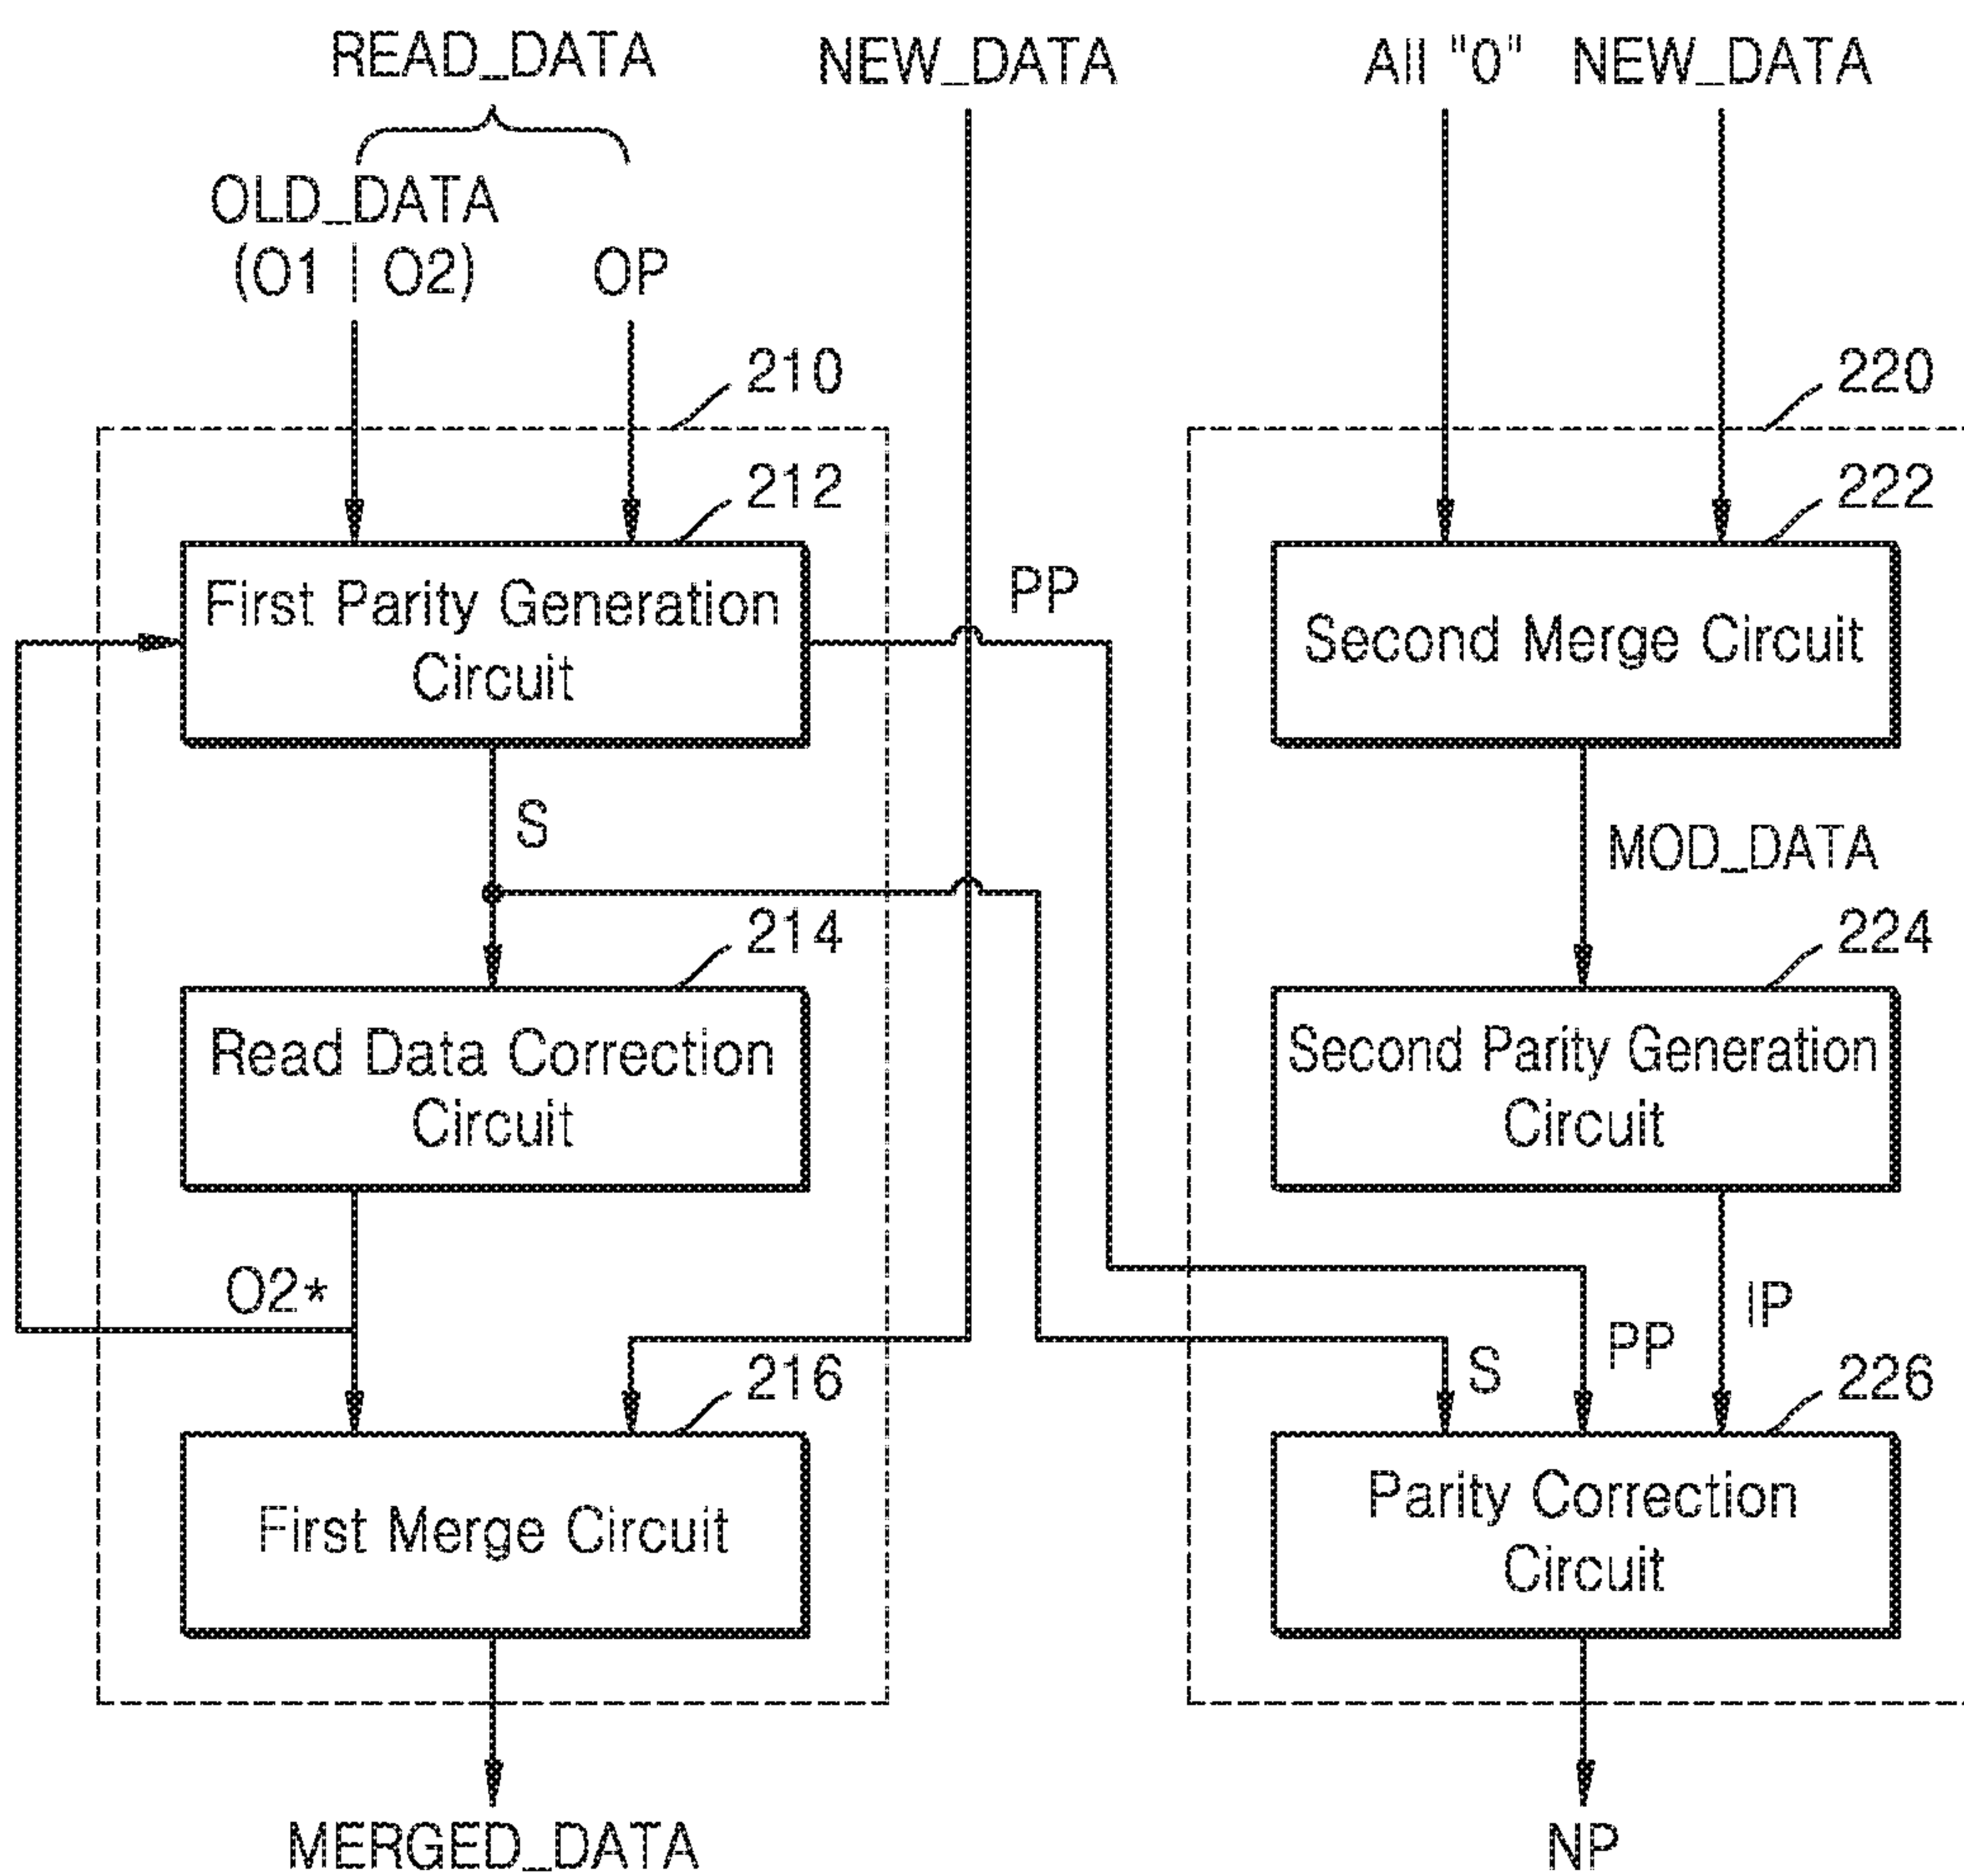 READ_DATA NEW_DATA All "0" NEW_DATA
OLD_DATA
(O1 | O2) OP
210 220
212 222
First Parity Generation
Circuit
PP
Second Merge Circuit
S
MOD_DATA
214 224
Read Data Correction
Circuit
Second Parity Generation
Circuit
O2*
IP
PP
S
216 226
First Merge Circuit
Parity Correction
Circuit
MERGED_DATA NP